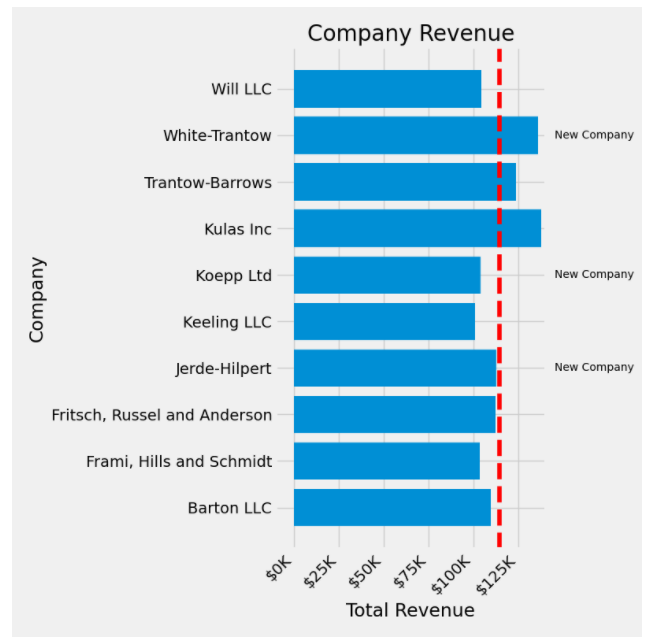 Company Revenue
Will LLC
White-Trantow
New Company
Trantow-Barrows
Kulas Inc
Koepp Ltd
New Company
Keeling LLC
Jerde-Hilpert
New Company
Fritsch, Russel and Anderson
Frami, Hills and Schmidt
Barton LLC
Company
$0K
$25K
$50K
$75K
$100K
$125K
Total Revenue